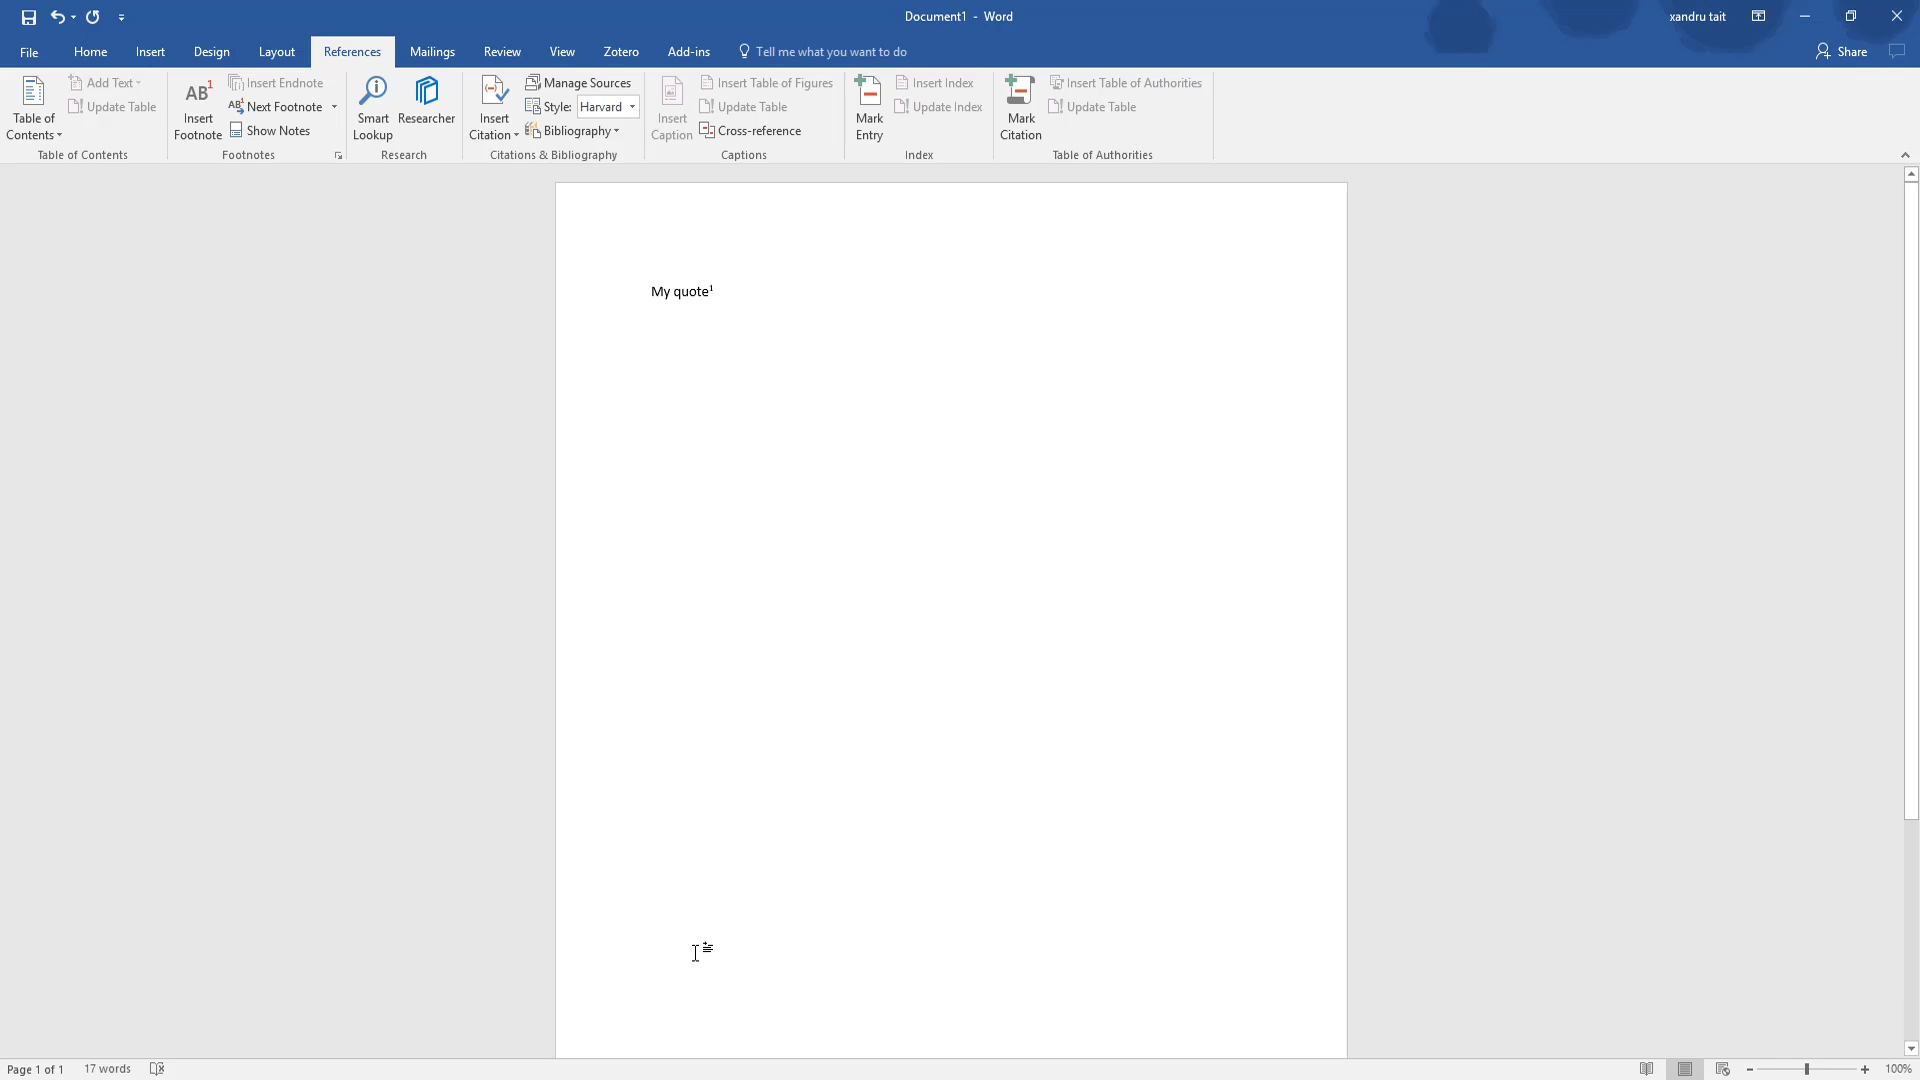 Document1 - Word
xandru tait
File
Home
Insert
Design
Layout
References
Mailings
Review
View
Zotero
Add-ins
Tell me what you want to do
Share
Table of
Contents
Add Text
Update Table
Table of Contents
AB1
Insert
Footnote
Insert Endnote
Next Footnote
Show Notes
Footnotes
Smart
Lookup
Researcher
Research
Insert
Citation
Manage Sources
Style: Harvard
Bibliography
Citations & Bibliography
Insert
Caption
Insert Table of Figures
Update Table
Cross-reference
Captions
Mark
Entry
Insert Index
Update Index
Index
Mark
Citation
Insert Table of Authorities
Update Table
Table of Authorities
My quote¹
Page 1 of 1
17 words
100%